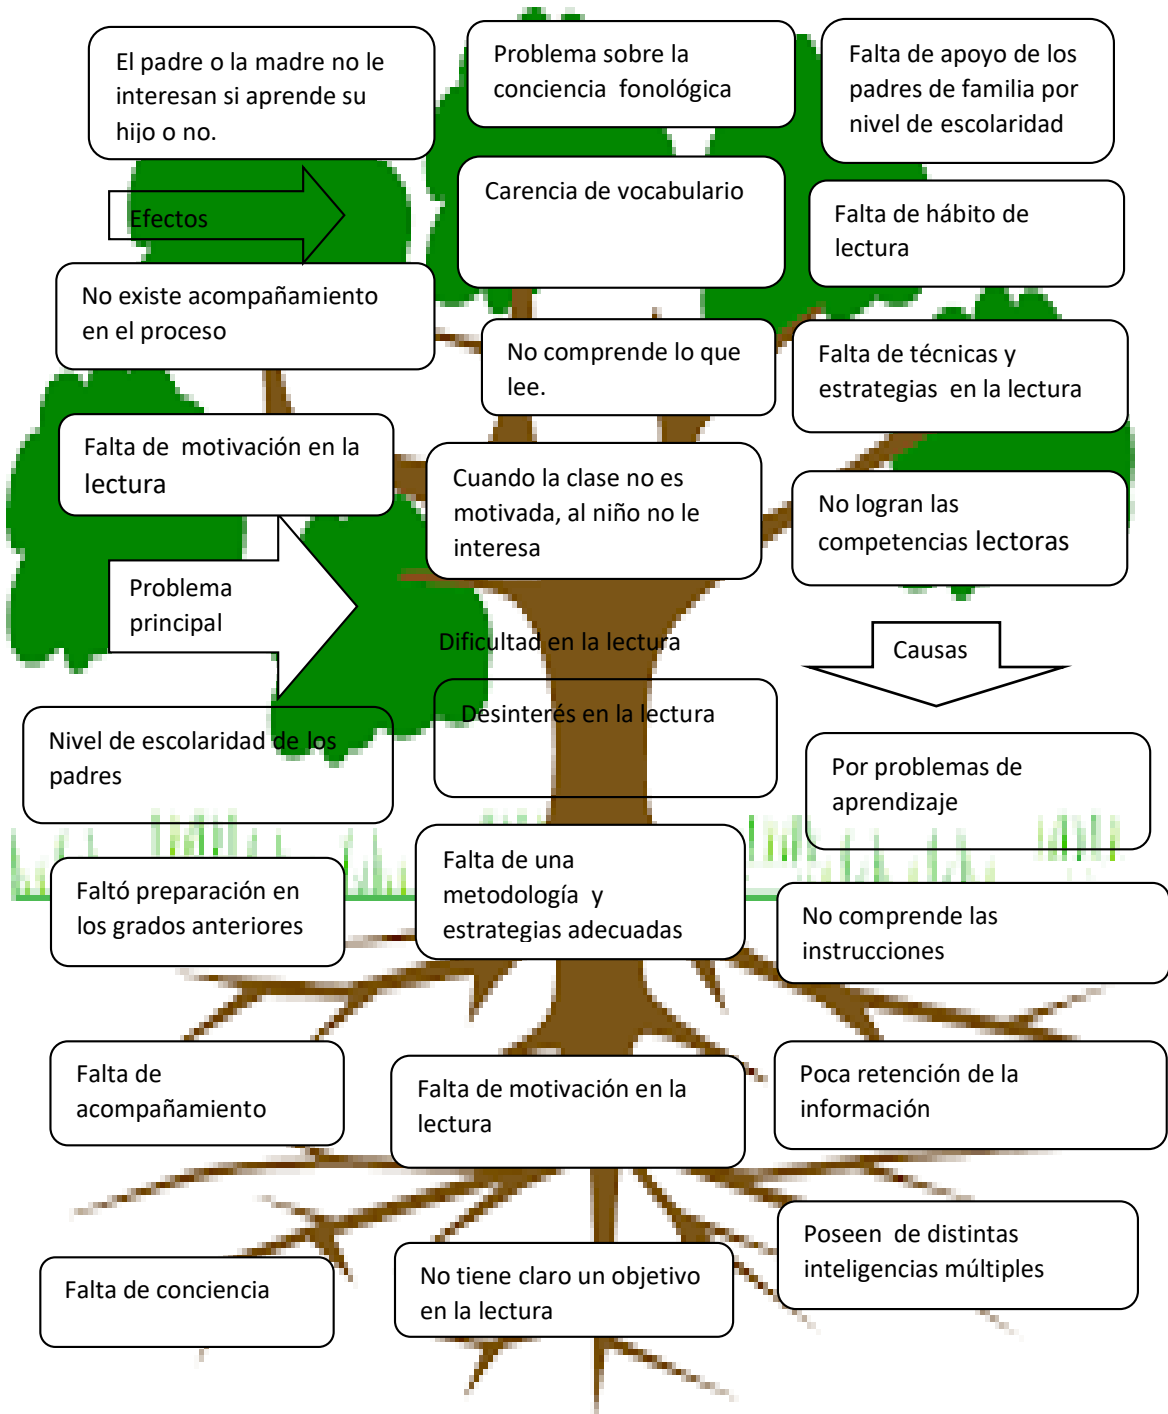 El padre o la madre no le
interesan si aprende su
hijo o no.
Problema sobre la
conciencia fonológica
Falta de apoyo de los
padres de familia por
nivel de escolaridad
Efectos
Carencia de vocabulario
Falta de hábito de
lectura
No existe acompañamiento
en el proceso
No comprende lo que
lee.
Falta de técnicas y
estrategias en la lectura
Falta de motivación en la
lectura
Cuando la clase no es
motivada, al niño no le
interesa
No logran las
competencias lectoras
Problema
principal
Dificultad en la lectura
Causas
Nivel de escolaridad de los
padres
Desinterés en la lectura
Por problemas de
aprendizaje
Faltó preparación en
los grados anteriores
Falta de una
metodología y
estrategias adecuadas
No comprende las
instrucciones
Falta de
acompañamiento
Falta de motivación en la
lectura
Poca retención de la
información
Falta de conciencia
No tiene claro un objetivo
en la lectura
Poseen de distintas
inteligencias múltiples